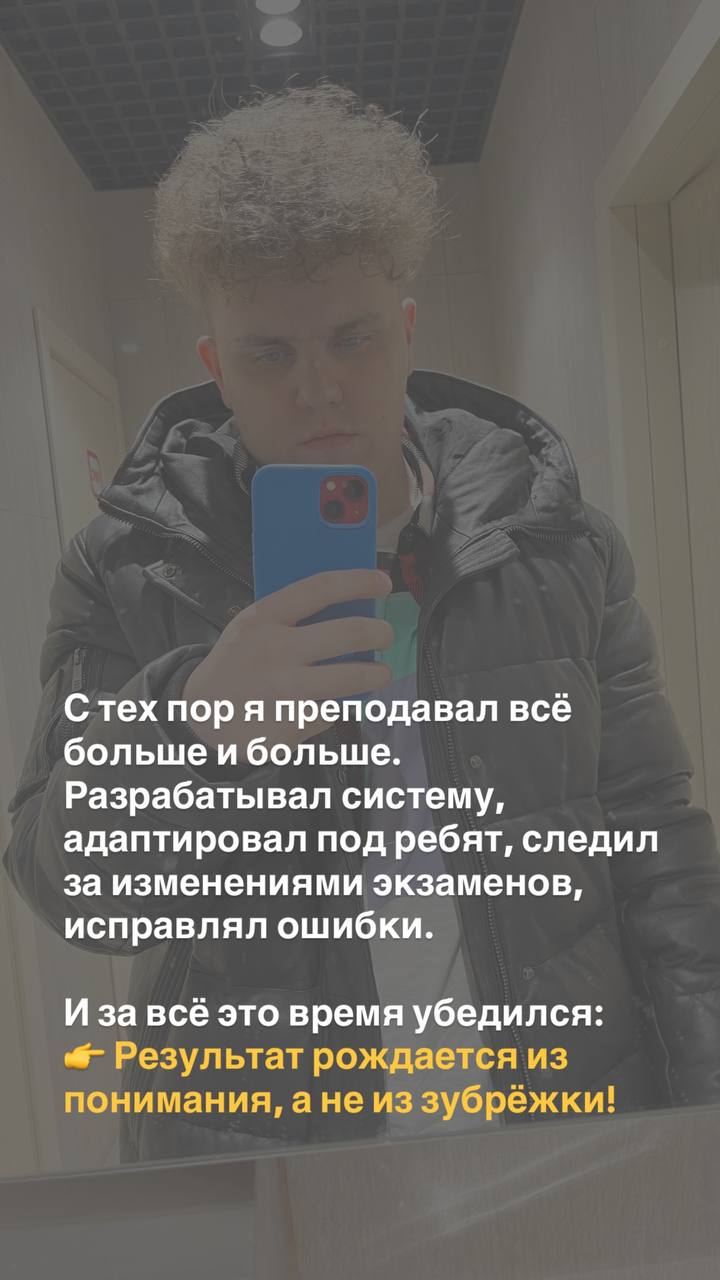 С тех пор я преподавал всё
больше и больше.
Разрабатывал систему,
адаптировал под ребят, следил
за изменениями экзаменов,
исправлял ошибки.
И за всё это время убедился:
👉 Результат рождается из
понимания, а не из зубрёжки!